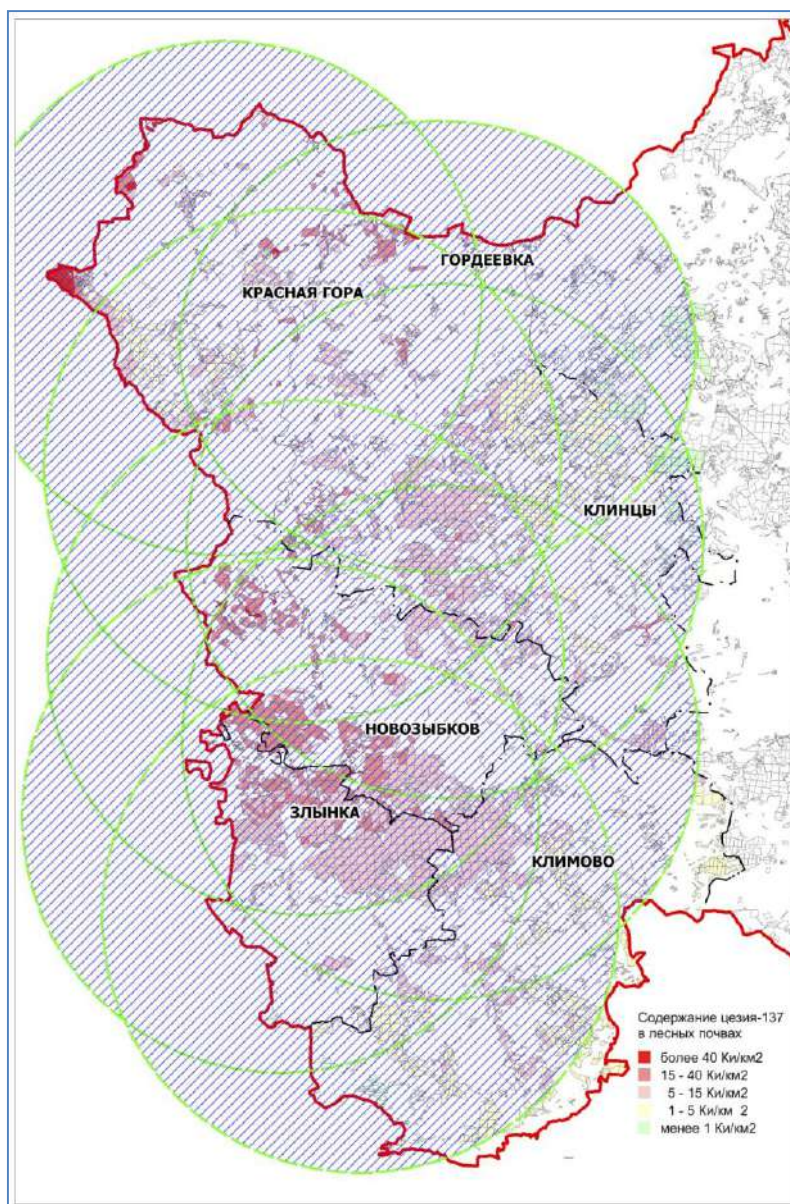 ГОРДЕЕВКА
КРАСНАЯ ГОРА
КЛИНЦЫ
НОВОЗЫБКОВ
ЗЛЫНКА
КЛИМОВО
Содержание цезия-137
в лесных почвах
более 40 Ки/км2
15 - 40 Ки/км2
5 - 15 Ки/км2
1 - 5 Ки/км 2
менее 1 Ки/км2